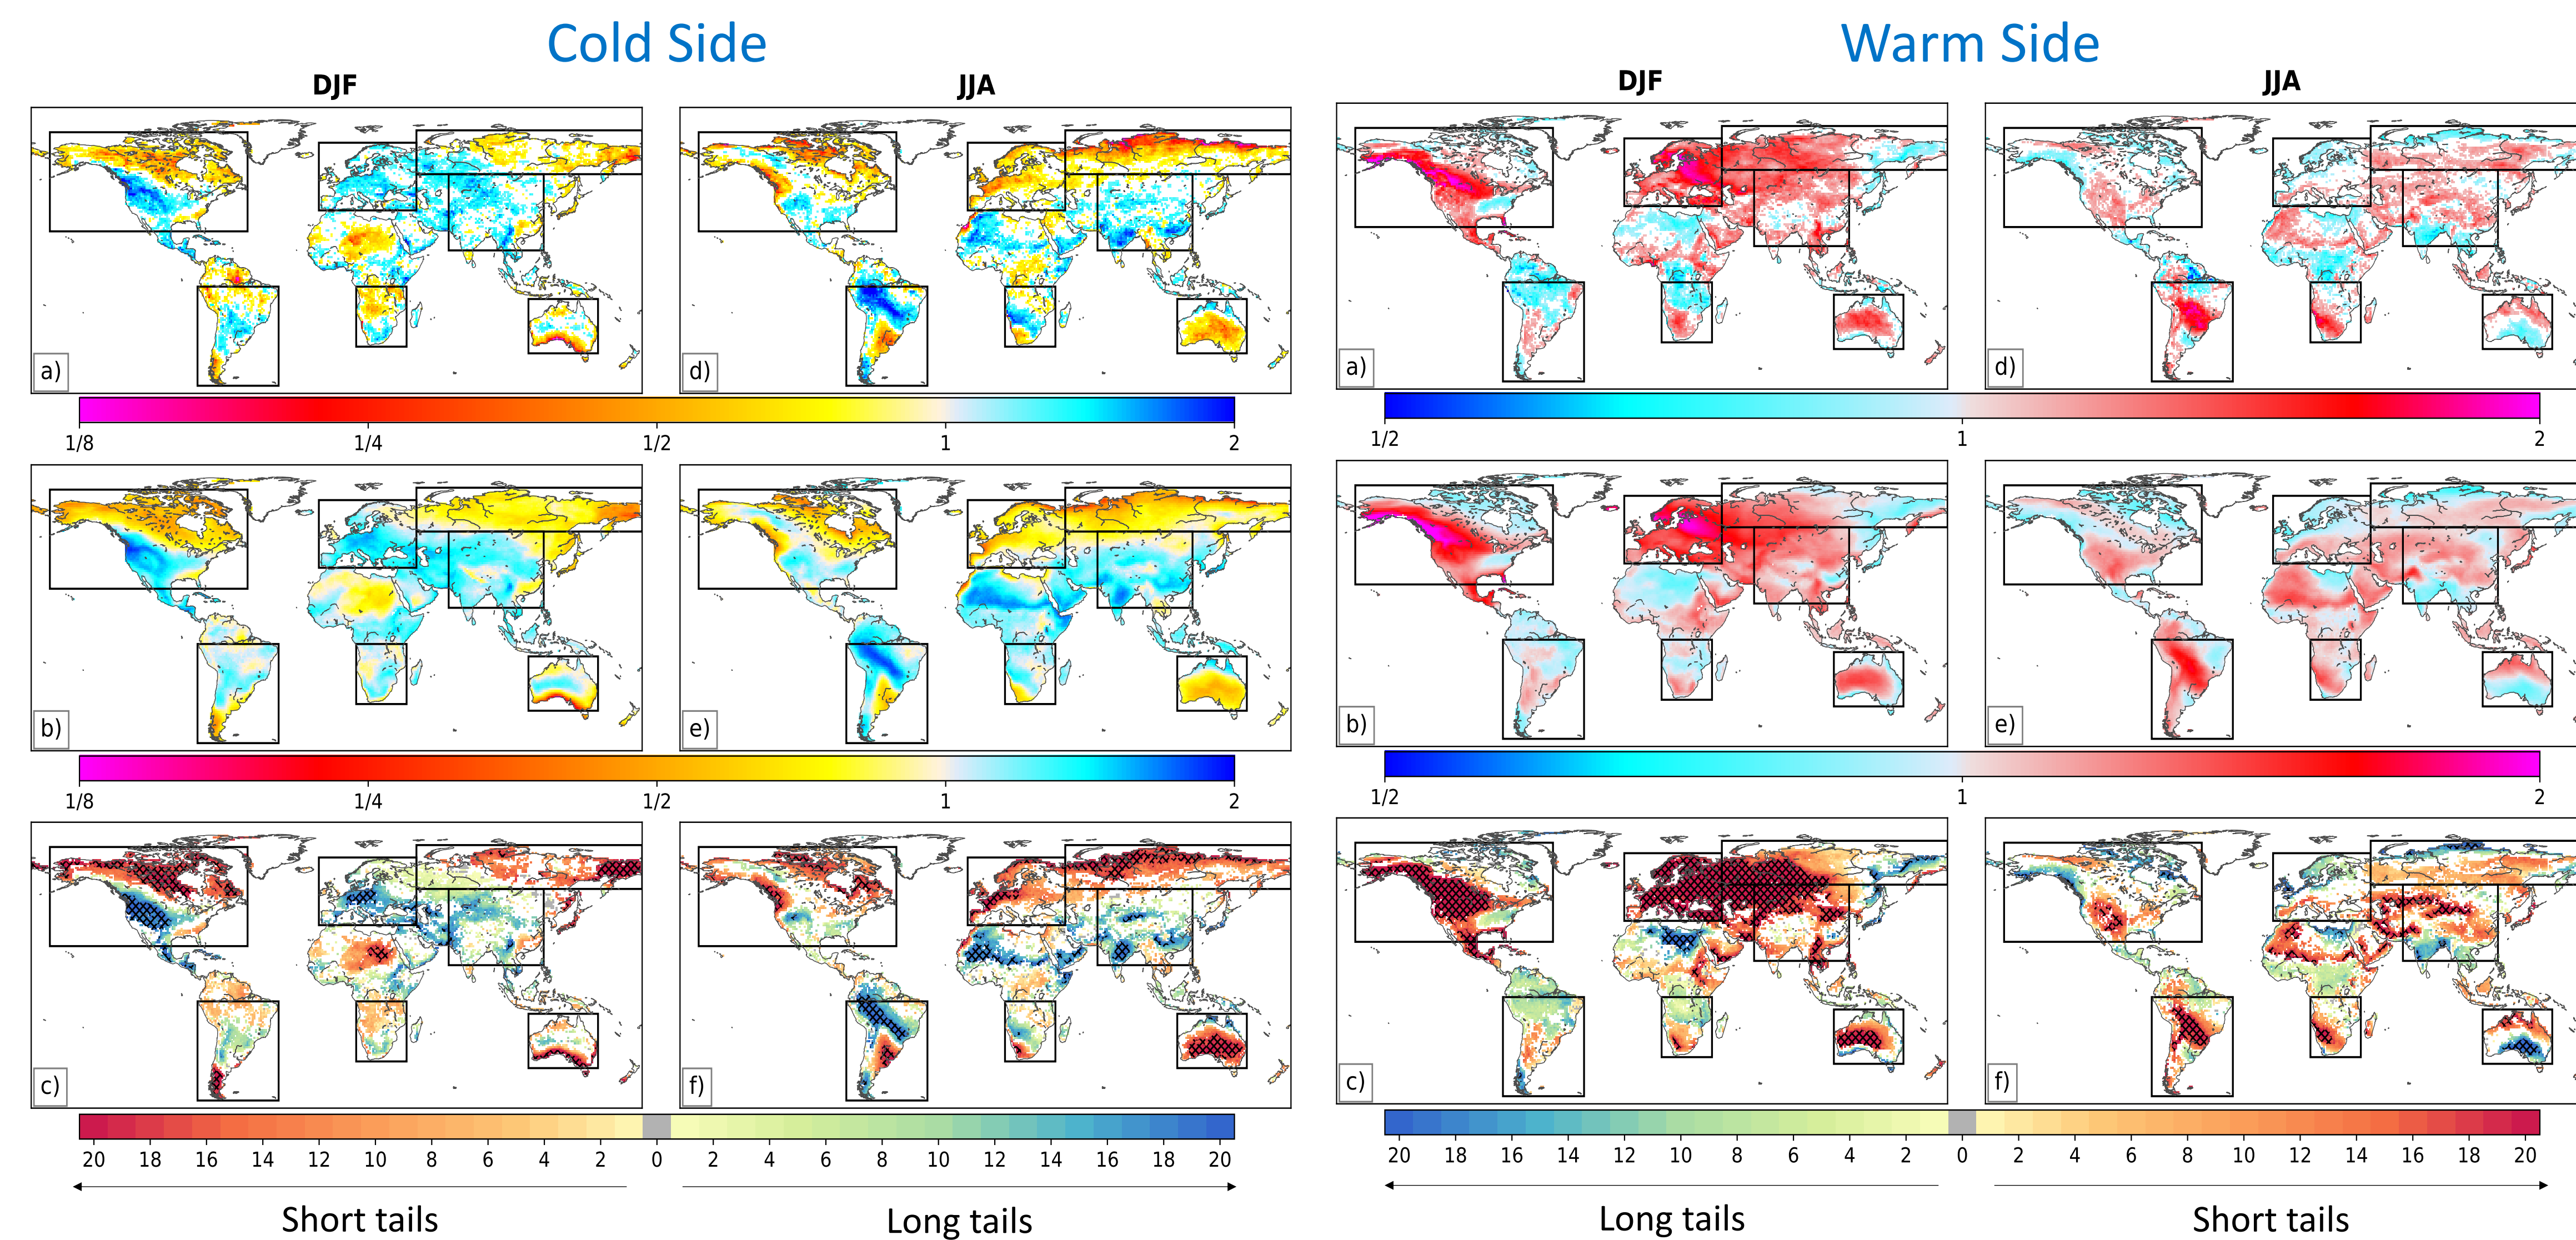 Cold Side
Warm Side
DJF
JJA
DJF
JJA
a)
d)
a)
d)
1/8 1/4 1/2 1 2
1/2 1 2
b)
e)
b)
e)
1/8 1/4 1/2 1 2
1/2 1 2
c)
f)
c)
f)
20 18 16 14 12 10 8 6 4 2 0 2 4 6 8 10 12 14 16 18 20
20 18 16 14 12 10 8 6 4 2 0 2 4 6 8 10 12 14 16 18 20
Short tails
Long tails
Long tails
Short tails